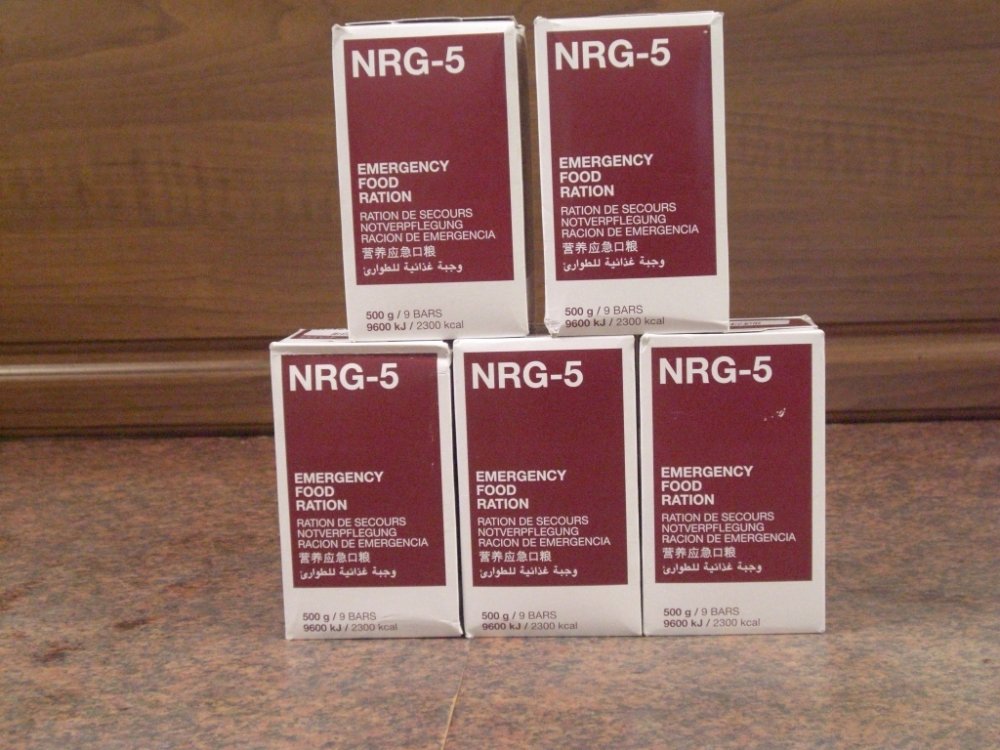 NRG-5
EMERGENCY
FOOD
RATION
RATION DE SECOURS
NOTVERPFLEGUNG
RACION DE EMERGENCIA
营养应急口粮
وجبة غذائية للطوارئ
500 g / 9 BARS
9600 kJ / 2300 kcal
NRG-5
EMERGENCY
FOOD
RATION
RATION DE SECOURS
NOTVERPFLEGUNG
RACION DE EMERGENCIA
营养应急口粮
وجبة غذائية للطوارئ
500 g / 9 BARS
9600 kJ / 2300 kcal
NRG-5
EMERGENCY
FOOD
RATION
RATION DE SECOURS
NOTVERPFLEGUNG
RACION DE EMERGENCIA
营养应急口粮
وجبة غذائية للطوارئ
500 g / 9 BARS
9600 kJ / 2300 kcal
NRG-5
EMERGENCY
FOOD
RATION
RATION DE SECOURS
NOTVERPFLEGUNG
RACION DE EMERGENCIA
营养应急口粮
وجبة غذائية للطوارئ
500 g / 9 BARS
9600 kJ / 2300 kcal
NRG-5
EMERGENCY
FOOD
RATION
RATION DE SECOURS
NOTVERPFLEGUNG
RACION DE EMERGENCIA
营养应急口粮
وجبة غذائية للطوارئ
500 g / 9 BARS
9600 kJ / 2300 kcal